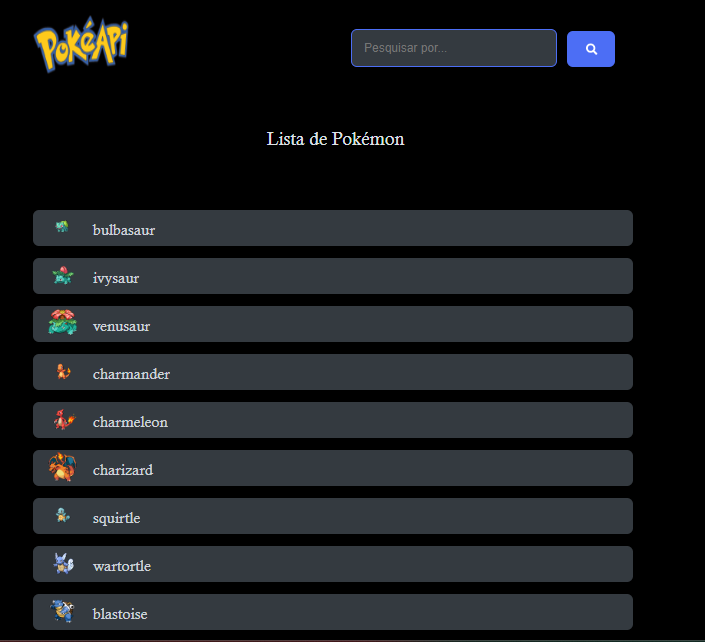 PokéAPi
Pesquisar por...
Lista de Pokémon
bulbasaur
ivysaur
venusaur
charmander
charmeleon
charizard
squirtle
wartortle
blastoise